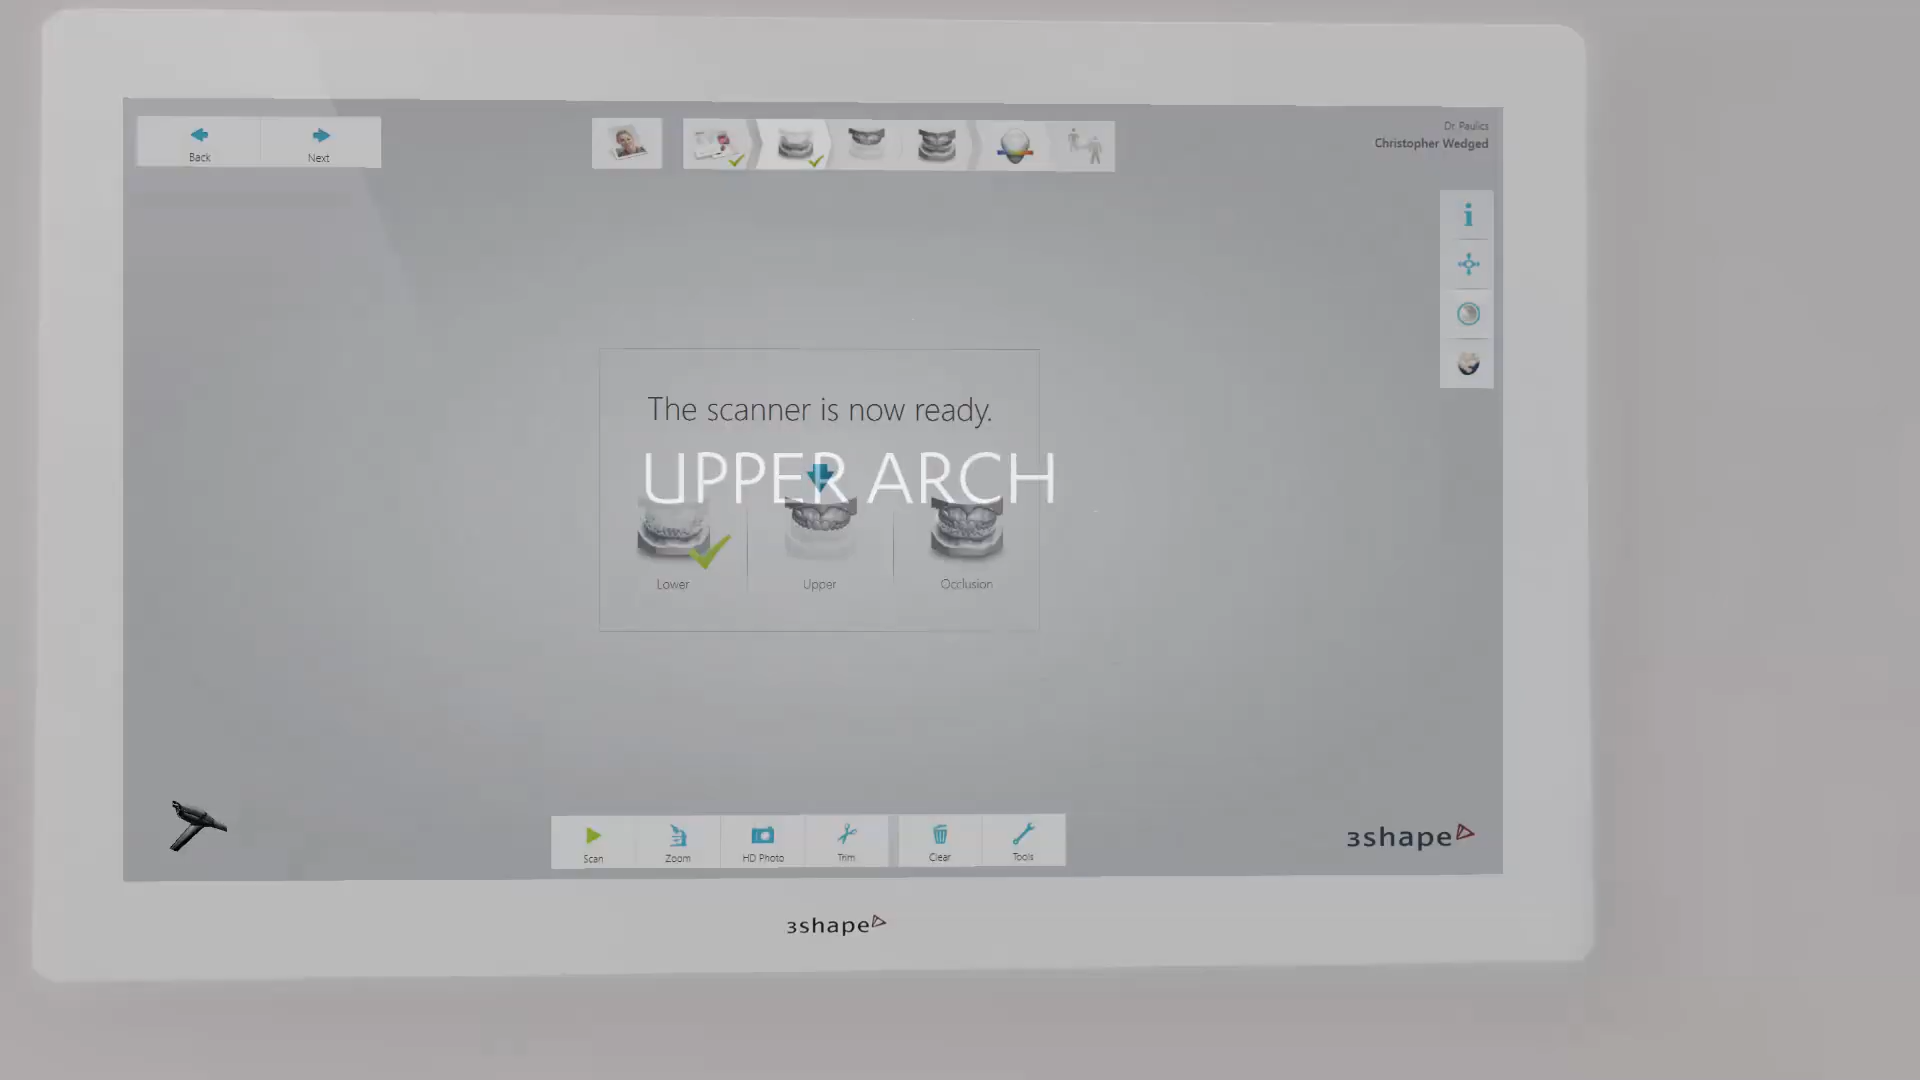 Back
Next
Dr Paulics
Christopher Wedged
The scanner is now ready.
UPPER ARCH
Lower
Upper
Occlusion
Scan
Zoom
HD Photo
Trim
Clear
Tools
3shape
3shape